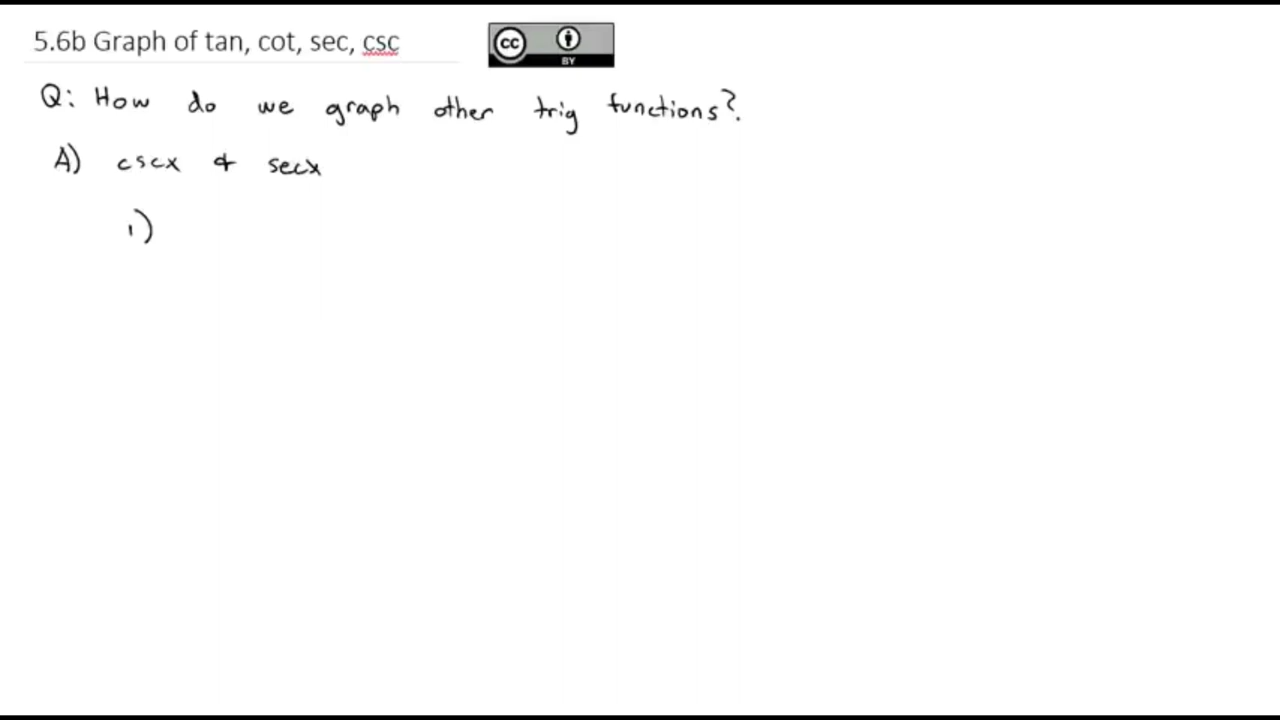 5.6b Graph of tan, cot, sec, csc
cc BY
Q: How do we graph other trig functions?
A) cscx & secx
1)